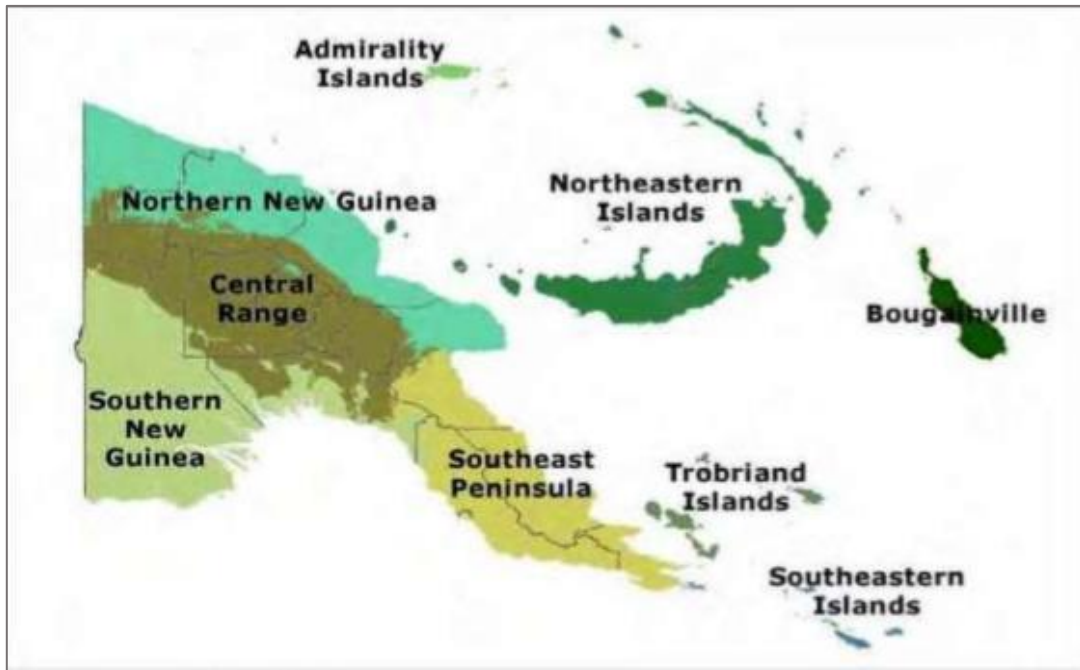 Admirality
Islands
Northern New Guinea
Northeastern
Islands
Central
Range
Bougainville
Southern
New
Guinea
Southeast
Peninsula
Trobriand
Islands
Southeastern
Islands